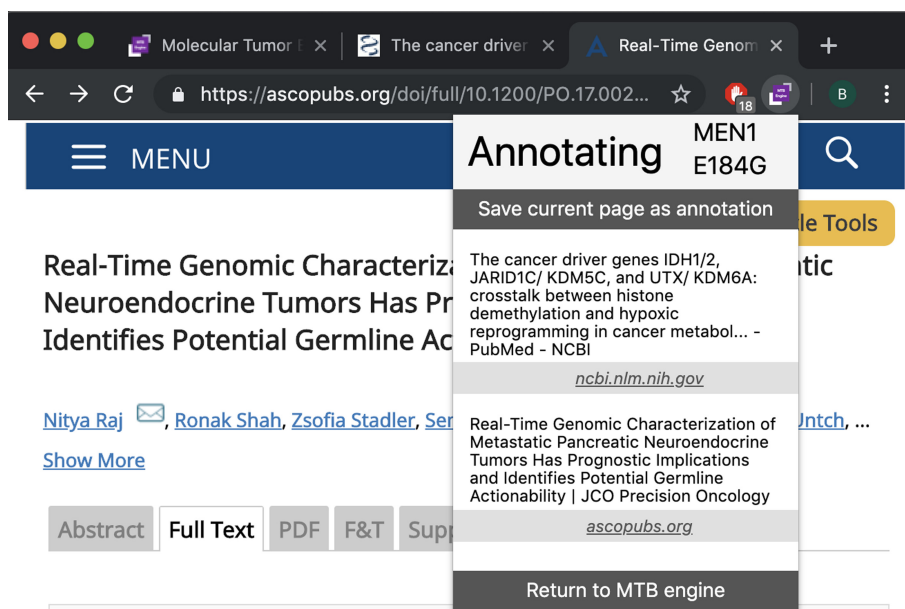 Molecular Tumor
The cancer driver
Real-Time Genom
https://ascopubs.org/doi/full/10.1200/PO.17.002...
18
B
MENU
Annotating
MEN1
E184G
Save current page as annotation
The cancer driver genes IDH1/2,
JARID1C/ KDM5C, and UTX/ KDM6A:
crosstalk between histone
demethylation and hypoxic
reprogramming in cancer metabol... -
PubMed - NCBI
ncbi.nlm.nih.gov
Real-Time Genomic Characterization of
Metastatic Pancreatic Neuroendocrine
Tumors Has Prognostic Implications
and Identifies Potential Germline
Actionability | JCO Precision Oncology
ascopubs.org
Return to MTB engine
le Tools
Real-Time Genomic Characteriz tic
Neuroendocrine Tumors Has Pr
Identifies Potential Germline Ac
Nitya Raj , Ronak Shah, Zsofia Stadler, Ser Untch, ...
Show More
Abstract Full Text PDF F&T Supp